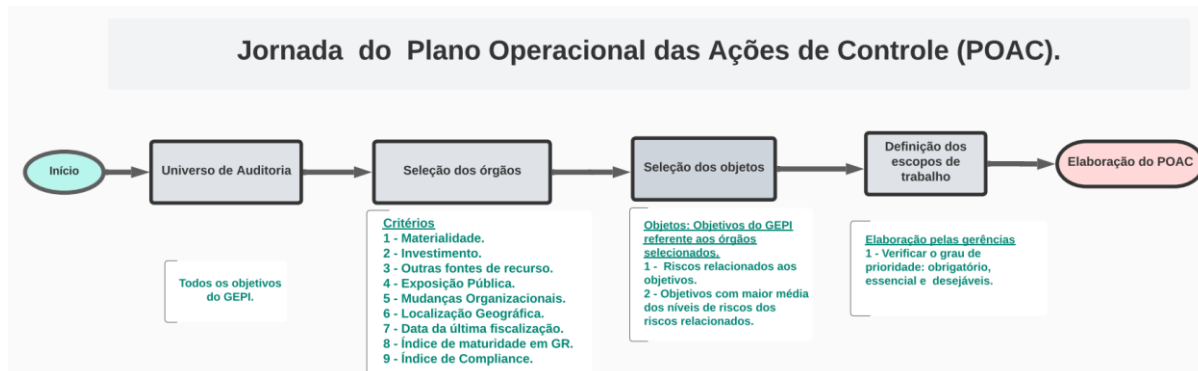 Jornada do Plano Operacional das Ações de Controle (POAC).
Início
Universo de Auditoria
Seleção dos órgãos
Seleção dos objetos
Definição dos
escopos de
trabalho
Elaboração do POAC
Todos os objetivos
do GEPI.
Critérios
1 - Materialidade.
2 - Investimento.
3 - Outras fontes de recurso.
4 - Exposição Pública.
5 - Mudanças Organizacionais.
6 - Localização Geográfica.
7 - Data da última fiscalização.
8 - Índice de maturidade em GR.
9 - Índice de Compliance.
Objetos: Objetivos do GEPI
referente aos órgãos
selecionados.
1 - Riscos relacionados aos
objetivos.
2 - Objetivos com maior média
dos níveis de riscos dos
riscos relacionados.
Elaboração pelas gerências
1 - Verificar o grau de
prioridade: obrigatório,
essencial e desejáveis.